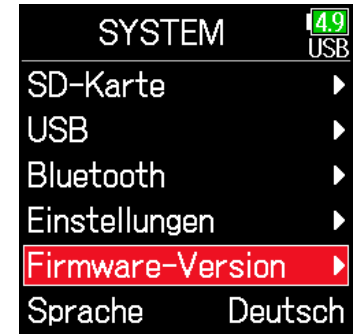 SYSTEM
4.9
USB
SD-Karte
USB
Bluetooth
Einstellungen
Firmware-Version
Sprache Deutsch